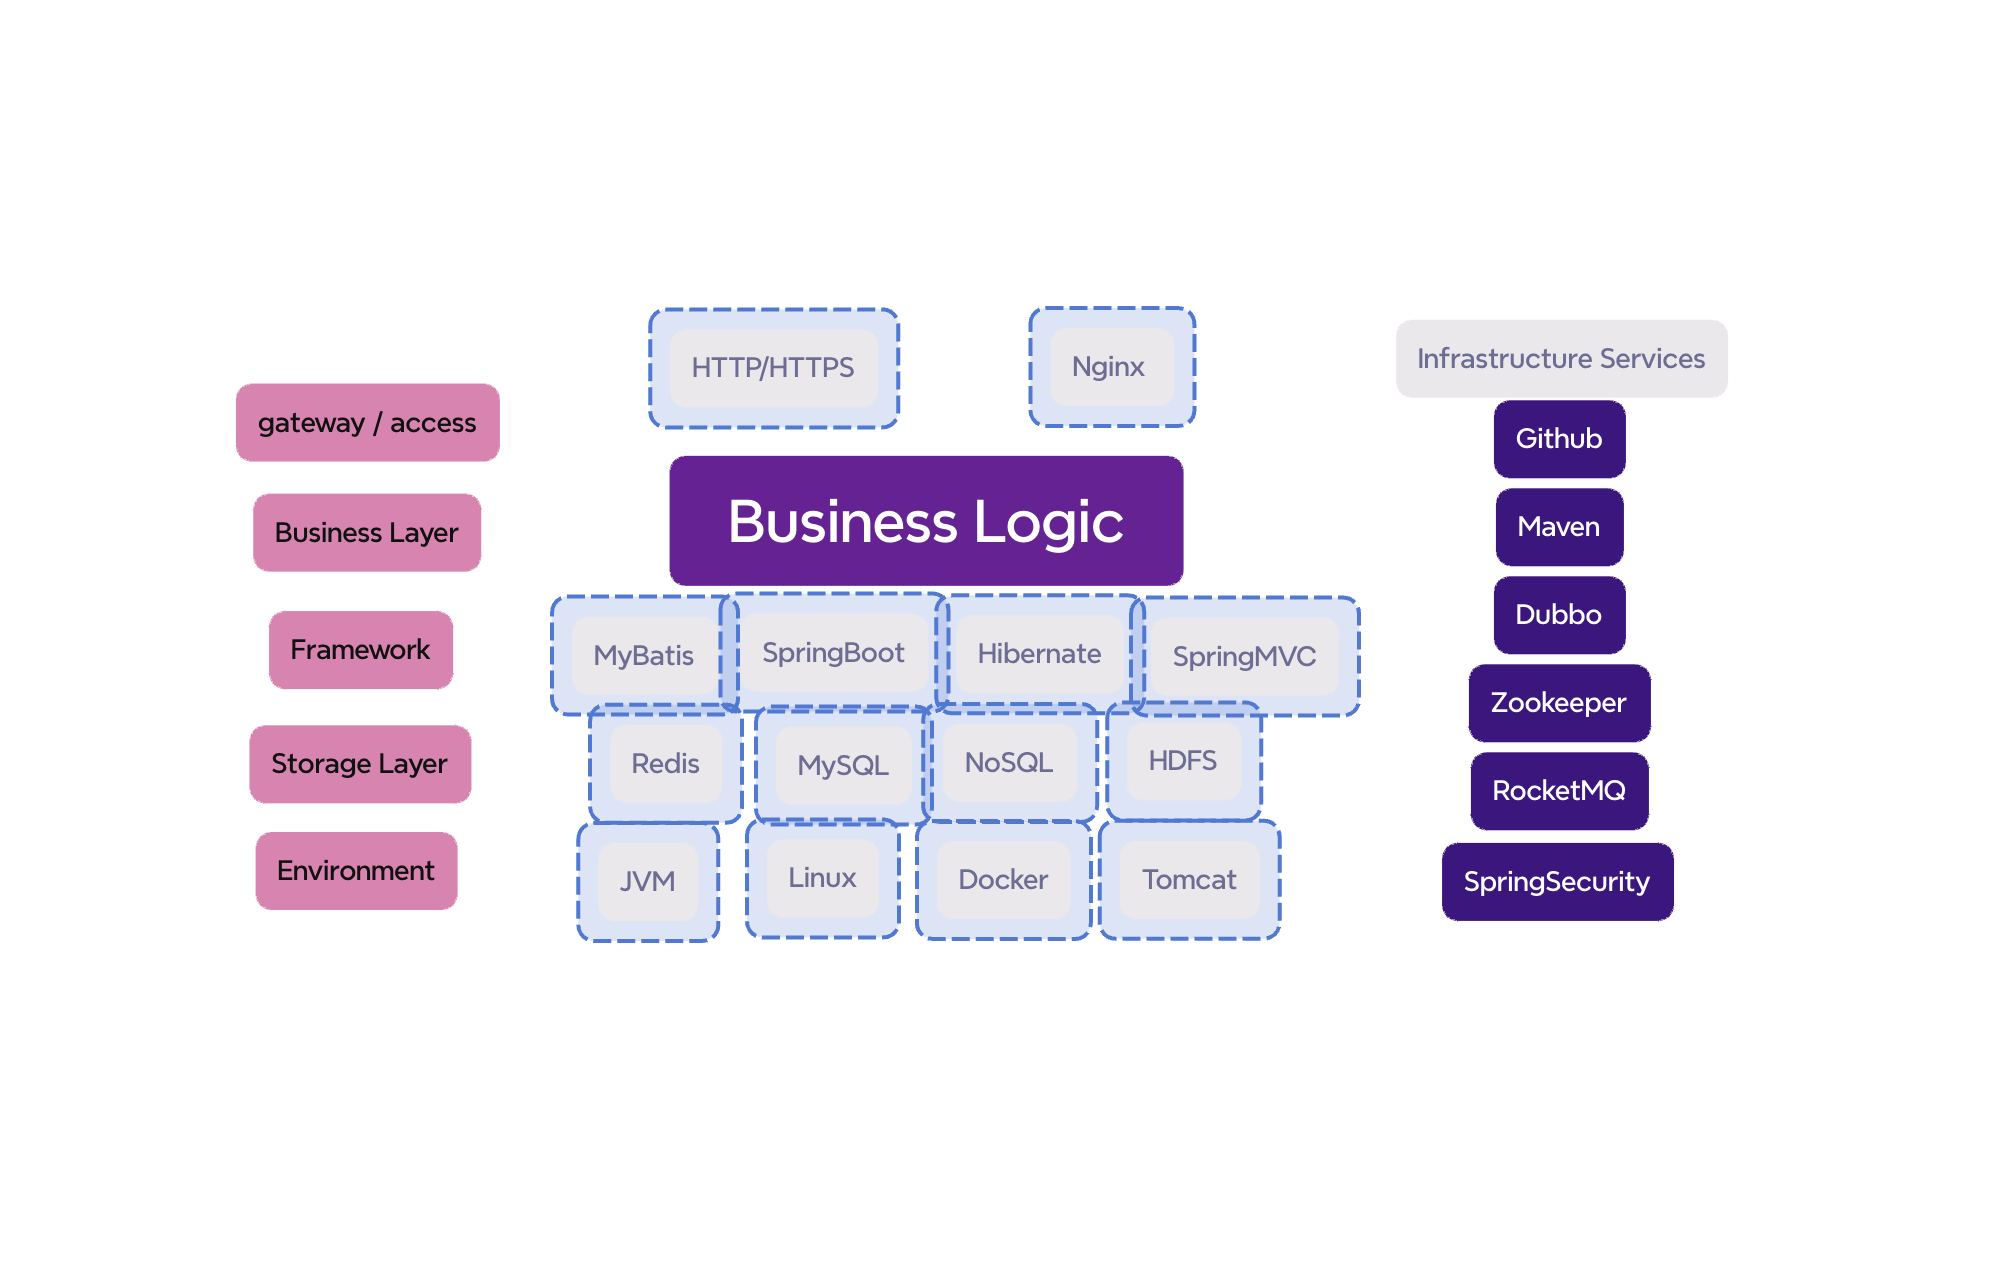 gateway / access
Business Layer
Framework
Storage Layer
Environment
HTTP/HTTPS
Nginx
Business Logic
MyBatis
SpringBoot
Hibernate
SpringMVC
Redis
MySQL
NoSQL
HDFS
JVM
Linux
Docker
Tomcat
Infrastructure Services
Github
Maven
Dubbo
Zookeeper
RocketMQ
SpringSecurity